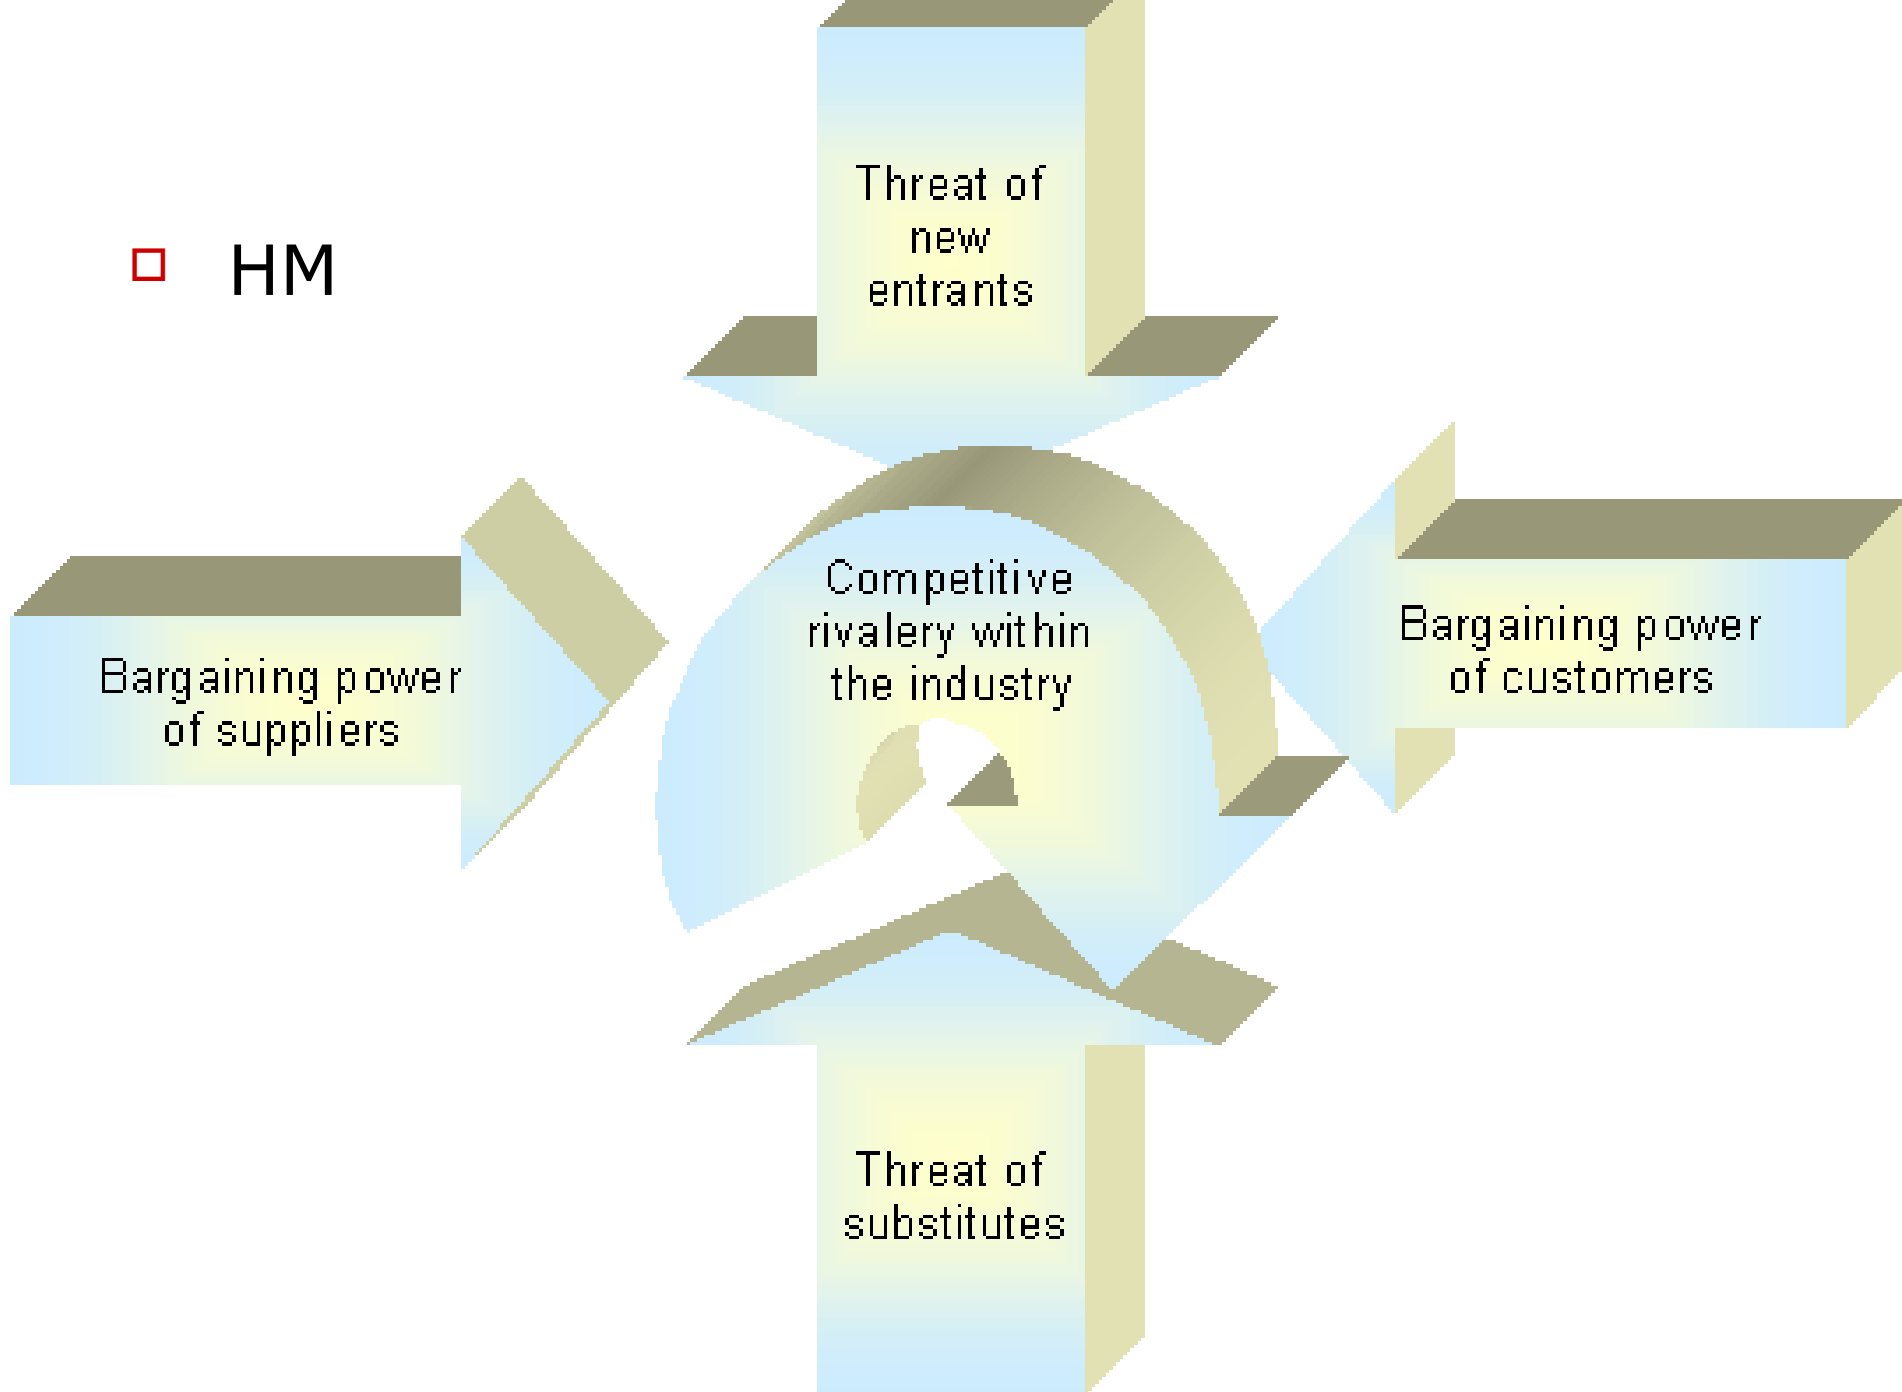 HM
Threat of
new
entrants
Competitive
rivalery within
the industry
Bargaining power
of suppliers
Bargaining power
of customers
Threat of
substitutes